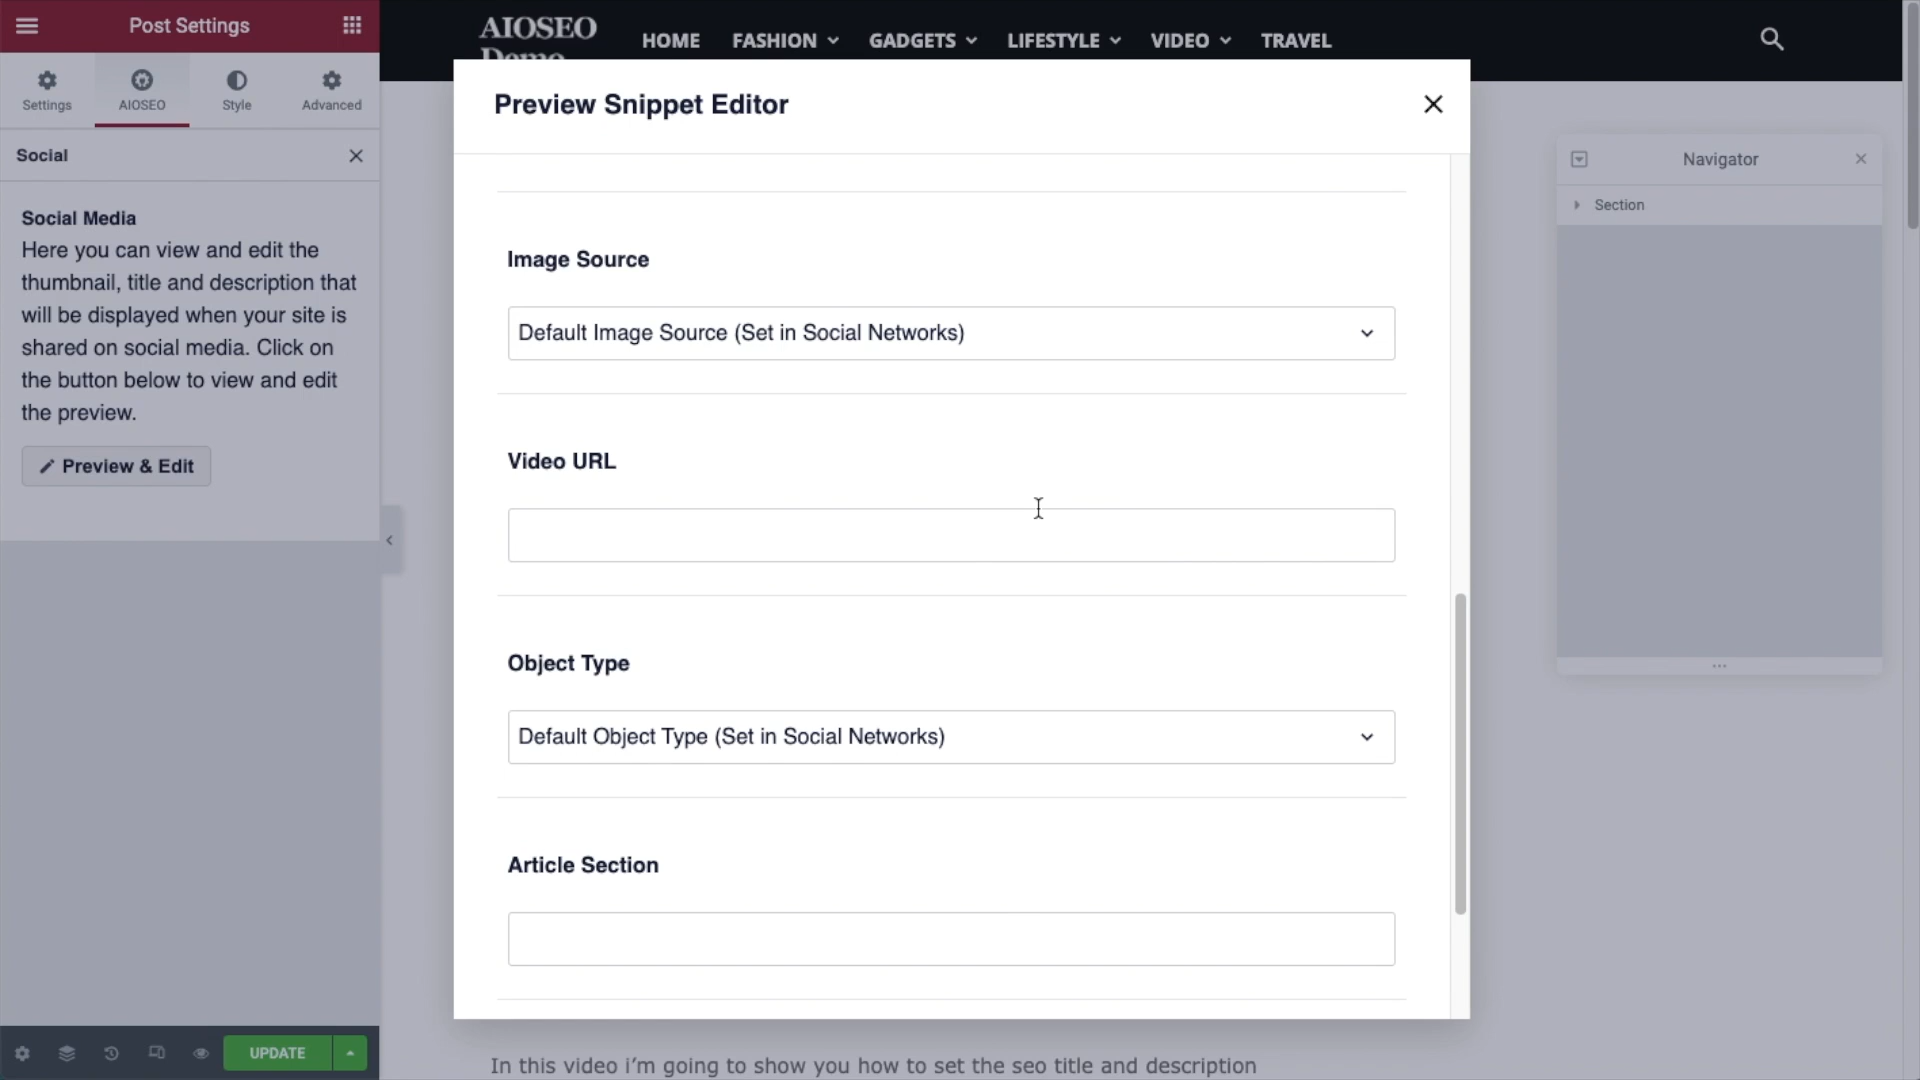 Post Settings
Settings
AIOSEO
Style
Advanced
Social
Social Media
Here you can view and edit the
thumbnail, title and description that
will be displayed when your site is
shared on social media. Click on
the button below to view and edit
the preview.
Preview & Edit
UPDATE
AIOSEO
Demo
HOME
FASHION
GADGETS
LIFESTYLE
VIDEO
TRAVEL
Preview Snippet Editor
Image Source
Default Image Source (Set in Social Networks)
Video URL
Object Type
Default Object Type (Set in Social Networks)
Article Section
In this video i'm going to show you how to set the seo title and description
Navigator
Section